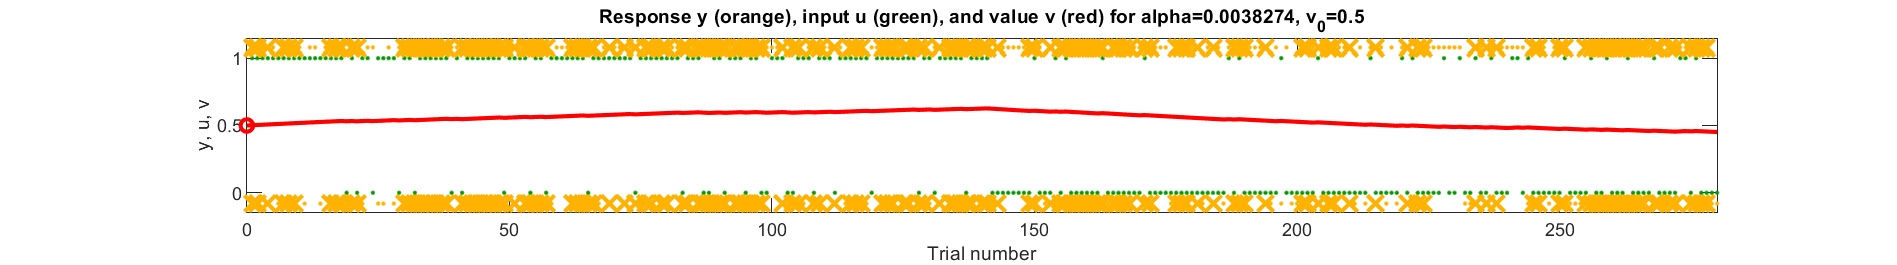 Response y (orange), input u (green), and value v (red) for alpha=0.0038274, v₀=0.5
y, u, v
1
0.5
0
0 50 100 150 200 250
Trial number